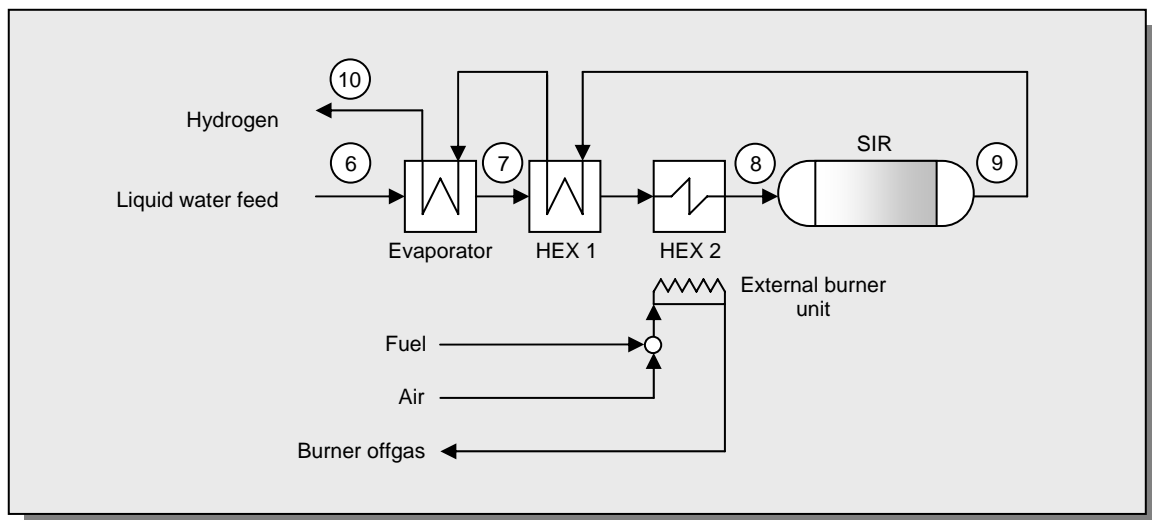 10
Hydrogen
SIR
6
7
8
9
Liquid water feed
Evaporator
HEX 1
HEX 2
External burner
unit
Fuel
Air
Burner offgas